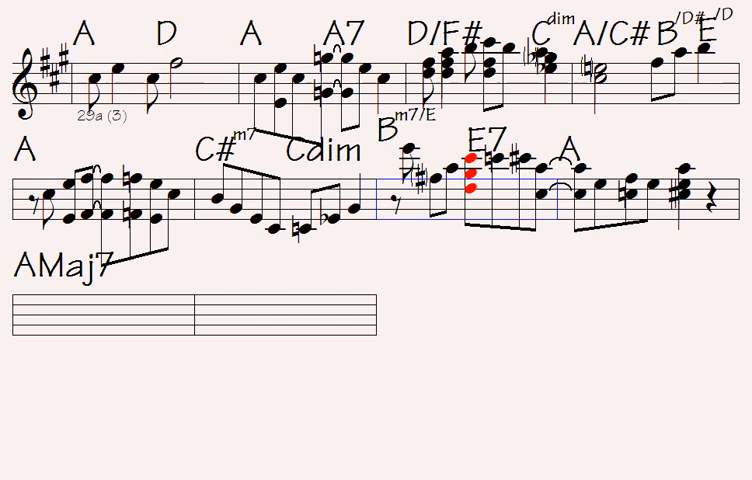 A D A A7 D/F# Cdim A/C# B/D# E/D
29a (3)
A C#m7 Cdim Bm7/E E7 A
AMaj7